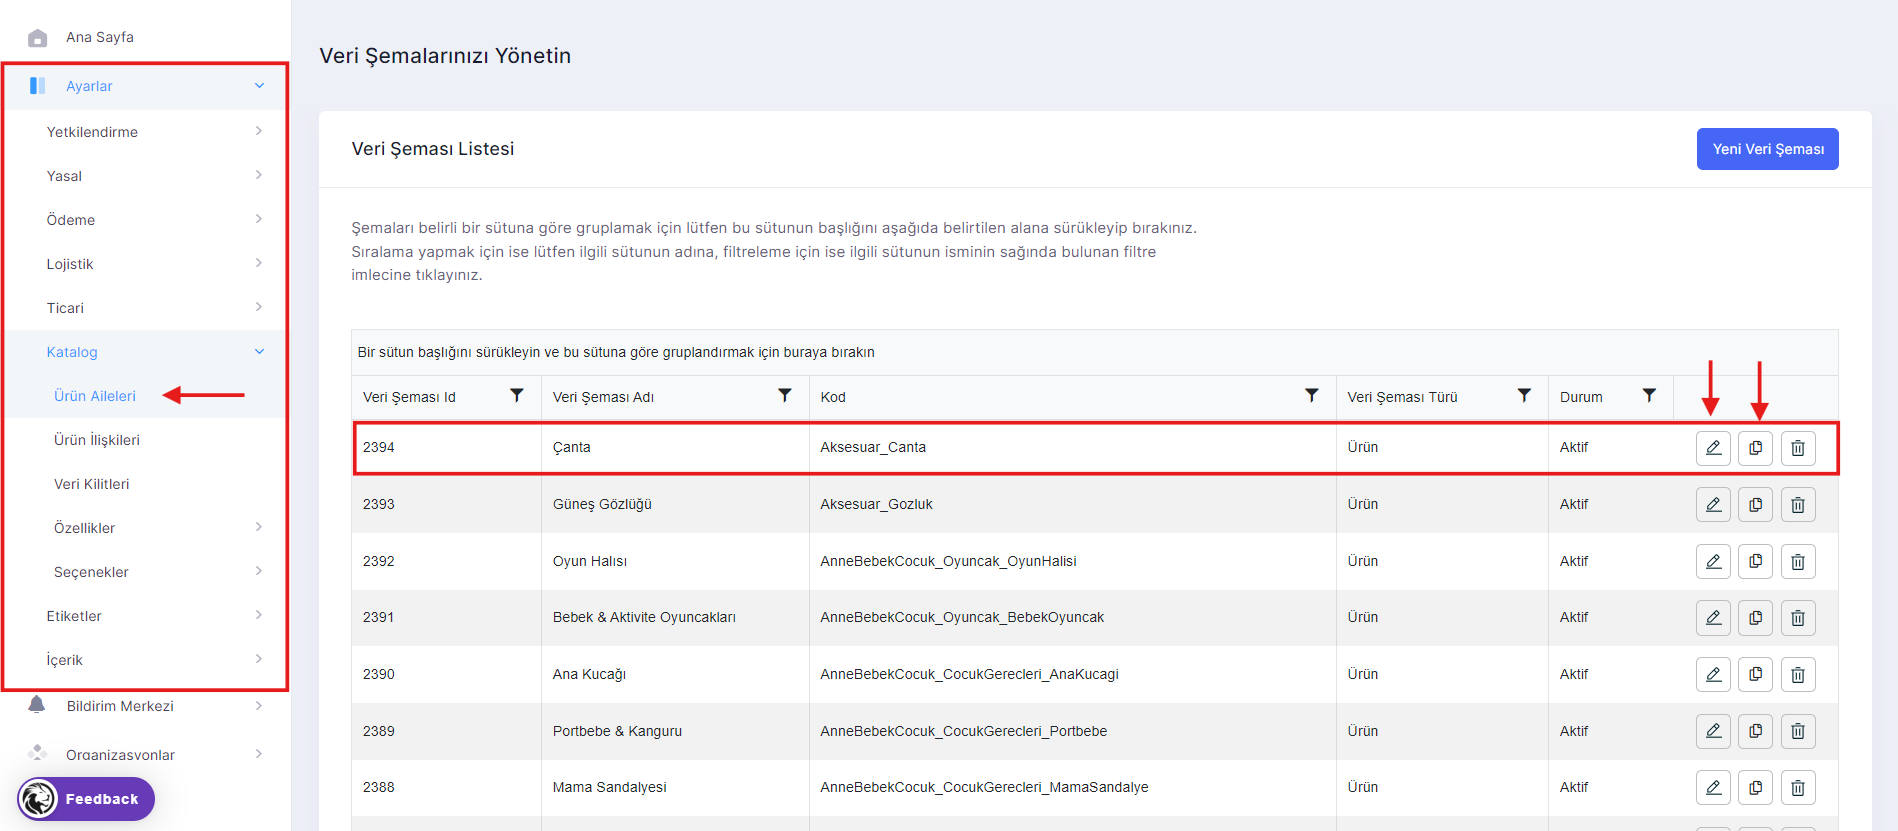 Ana Sayfa
Ayarlar
Yetkilendirme
Yasal
Ödeme
Lojistik
Ticari
Katalog
Ürün Aileleri
Ürün İlişkileri
Veri Kilitleri
Özellikler
Seçenekler
Etiketler
İçerik
Bildirim Merkezi
Organizasyonlar
Feedback
Veri Şemalarınızı Yönetin
Veri Şeması Listesi
Yeni Veri Şeması
Şemaları belirli bir sütuna göre gruplamak için lütfen bu sütunun başlığını aşağıda belirtilen alana sürükleyip bırakınız.
Sıralama yapmak için ise lütfen ilgili sütunun adına, filtreleme için ise ilgili sütunun isminin sağında bulunan filtre
imlecine tıklayınız.
Bir sütun başlığını sürükleyin ve bu sütuna göre gruplandırmak için buraya bırakın
Veri Şeması Id Veri Şeması Adı Kod Veri Şeması Türü Durum
2394 Çanta Aksesuar_Canta Ürün Aktif
2393 Güneş Gözlüğü Aksesuar_Gozluk Ürün Aktif
2392 Oyun Halısı AnneBebekCocuk_Oyuncak_OyunHalisi Ürün Aktif
2391 Bebek & Aktivite Oyuncakları AnneBebekCocuk_Oyuncak_BebekOyuncak Ürün Aktif
2390 Ana Kucağı AnneBebekCocuk_CocukGerecleri_AnaKucagi Ürün Aktif
2389 Portbebe & Kanguru AnneBebekCocuk_CocukGerecleri_Portbebe Ürün Aktif
2388 Mama Sandalyesi AnneBebekCocuk_CocukGerecleri_MamaSandalye Ürün Aktif